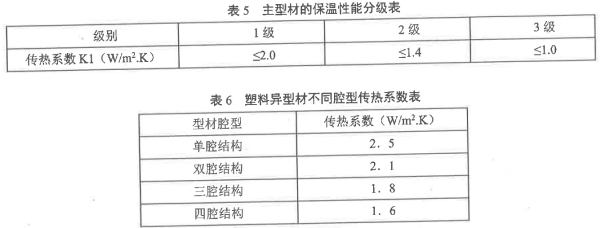 表 5 主型材的保温性能分级表
级别 1 级 2 级 3 级
传热系数 K1（W/m².K） ≤2.0 ≤1.4 ≤1.0
表 6 塑料异型材不同腔型传热系数表
型材腔型 传热系数（W/m².K）
单腔结构 2．5
双腔结构 2．1
三腔结构 1．8
四腔结构 1．6